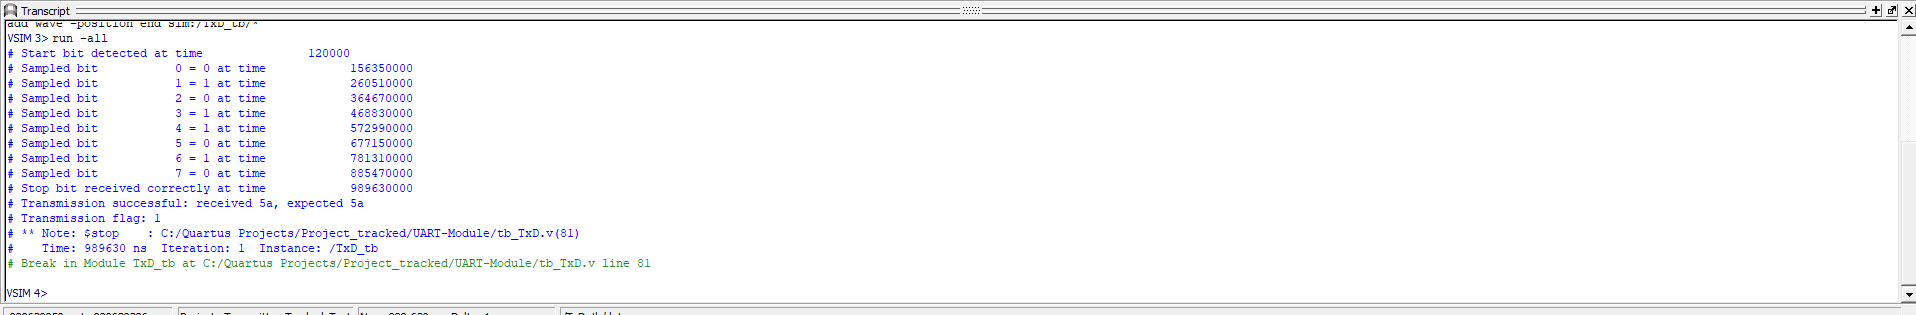 Transcript
add wave -position end sim:/TxD_tb/*
VSIM 3> run -all
# Start bit detected at time 120000
# Sampled bit 0 = 0 at time 156350000
# Sampled bit 1 = 1 at time 260510000
# Sampled bit 2 = 0 at time 364670000
# Sampled bit 3 = 1 at time 468830000
# Sampled bit 4 = 1 at time 572990000
# Sampled bit 5 = 0 at time 677150000
# Sampled bit 6 = 1 at time 781310000
# Sampled bit 7 = 0 at time 885470000
# Stop bit received correctly at time 989630000
# Transmission successful: received 5a, expected 5a
# Transmission flag: 1
# ** Note: $stop : C:/Quartus Projects/Project_tracked/UART-Module/tb_TxD.v(81)
# Time: 989630 ns Iteration: 1 Instance: /TxD_tb
# Break in Module TxD_tb at C:/Quartus Projects/Project_tracked/UART-Module/tb_TxD.v line 81
VSIM 4>